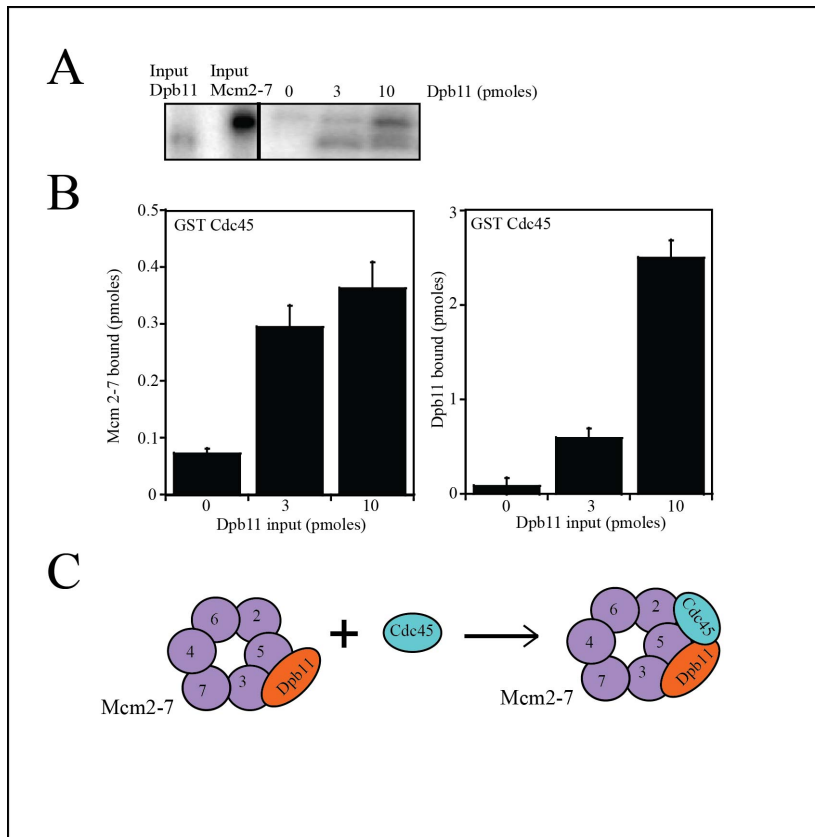 A
Input Input
Dpb11 Mcm2-7 0 3 10 Dpb11 (pmoles)
B
0.5
0.4
0.3
0.2
0.1
0
Mcm 2-7 bound (pmoles)
GST Cdc45
0 3 10
Dpb11 input (pmoles)
3
2
1
0
Dpb11 bound (pmoles)
GST Cdc45
0 3 10
Dpb11 input (pmoles)
C
6 2
4 5
7 3
Dpb11
Mcm2-7
+
Cdc45
6 2
4 5
7 3
Cdc45
Dpb11
Mcm2-7